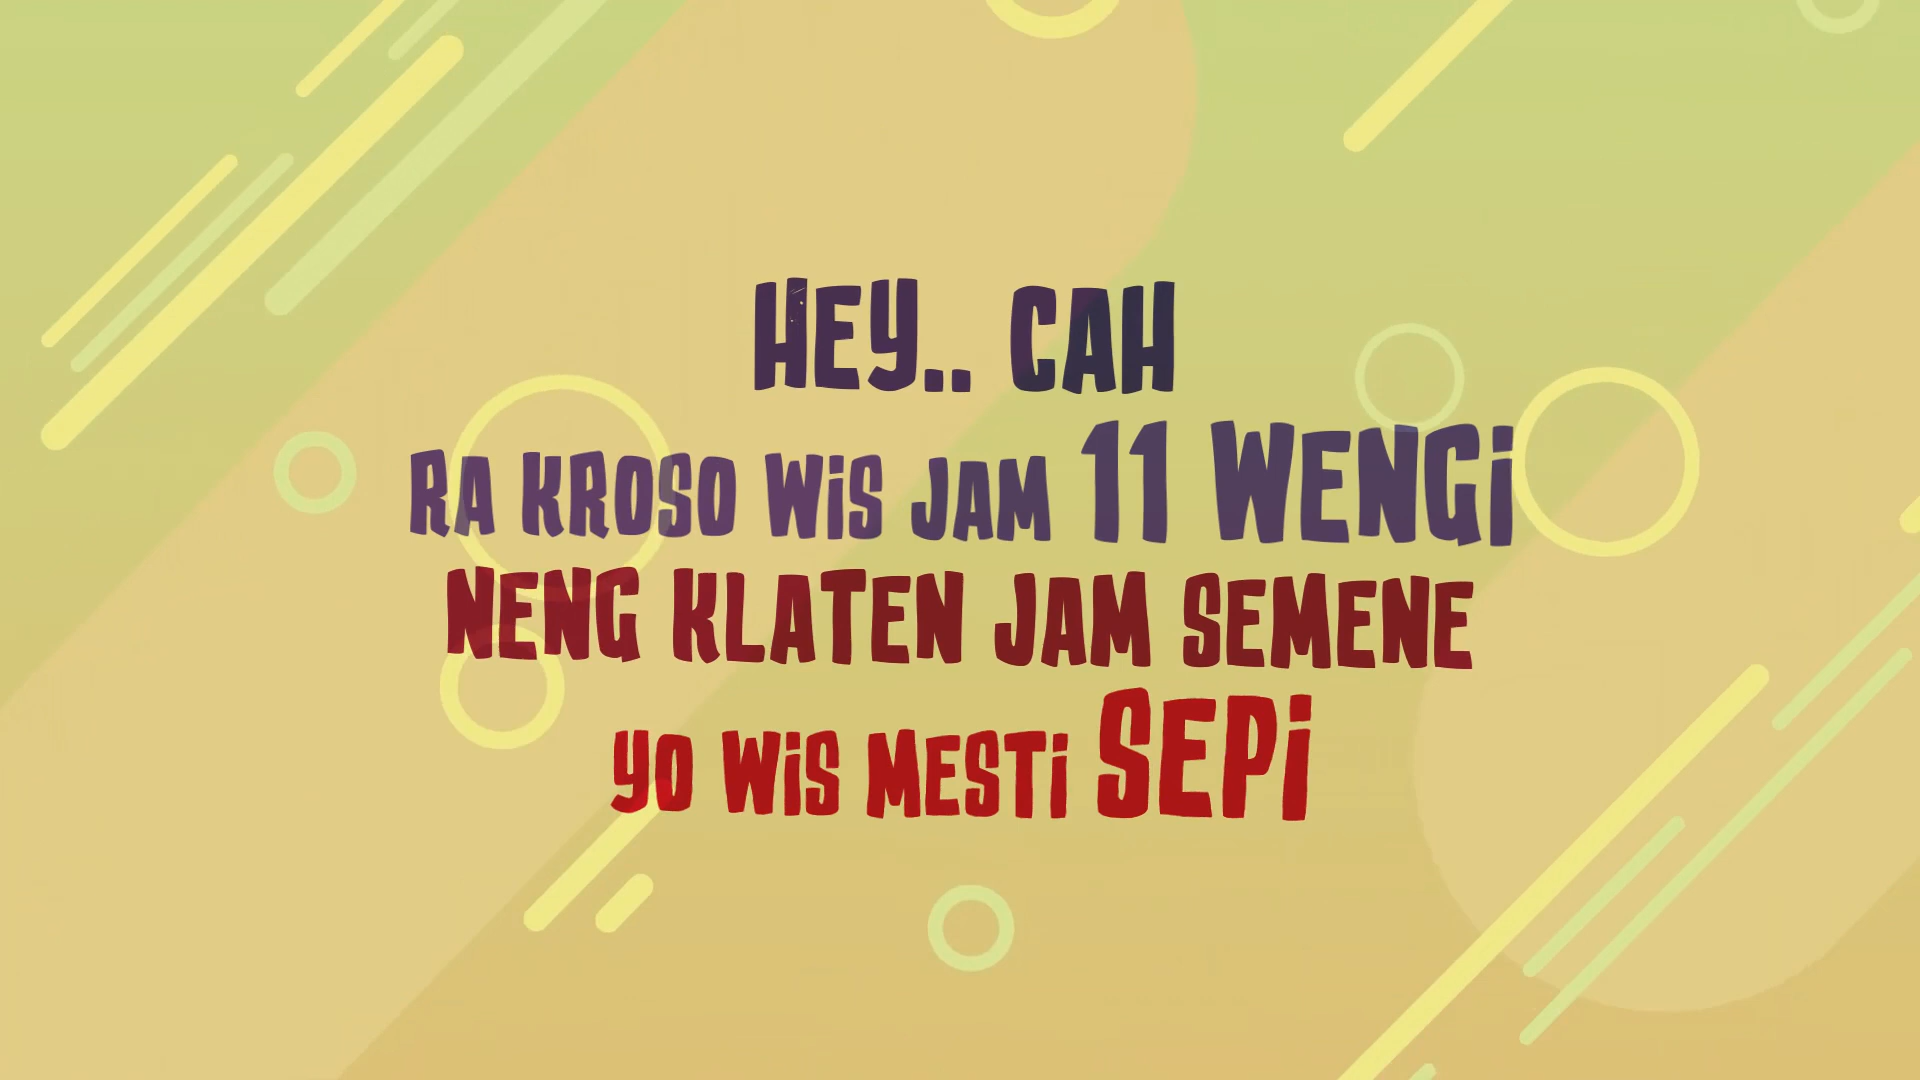 HEY.. CAH
RA KROSO WiS JAM 11 WENGi
NENG KLATEN JAM SEMENE
YO WiS MESTi SEPi